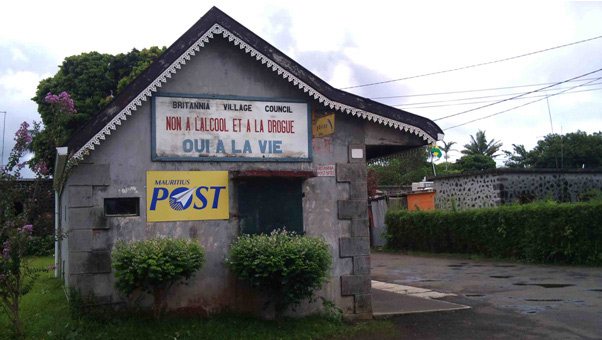 BRITANNIA VILLAGE COUNCIL
NON A L'ALCOOL ET A LA DROGUE
OUI A LA VIE
MAURITIUS
POST